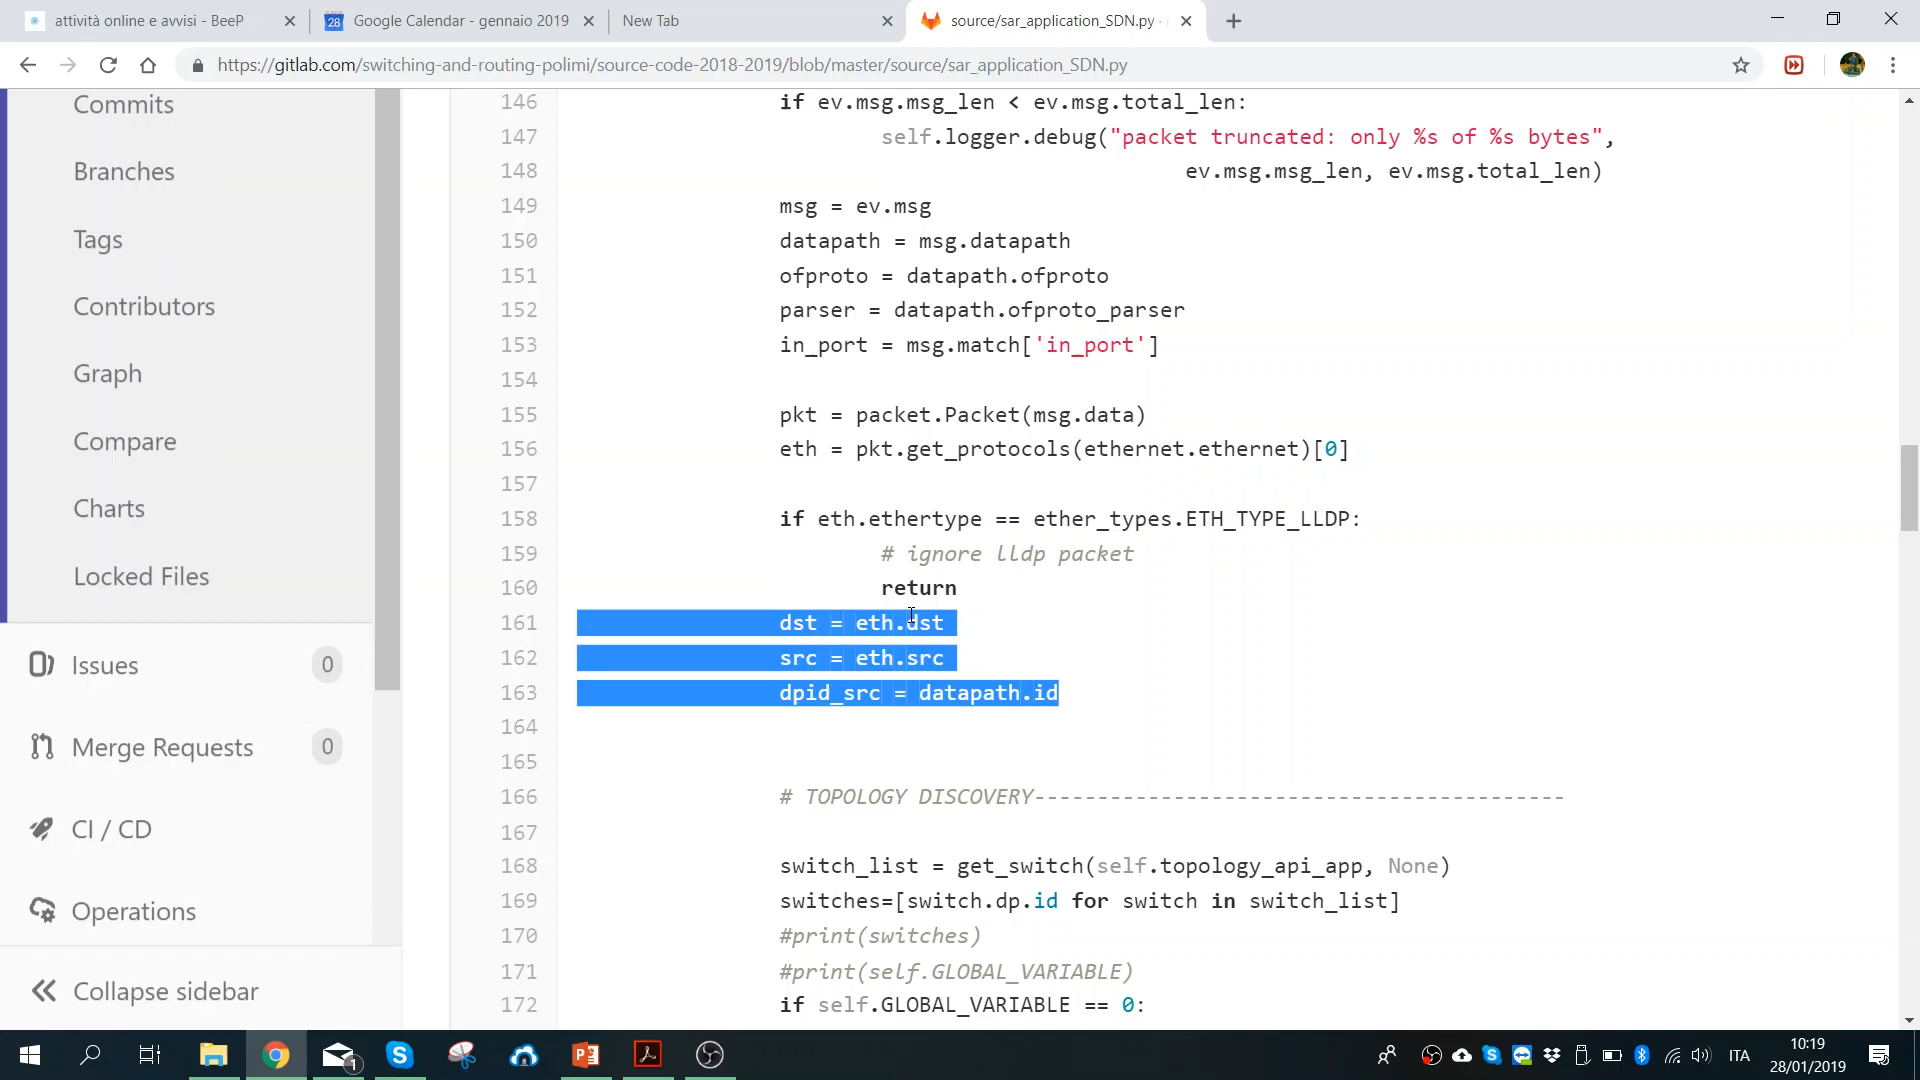 attività online e avvisi - BeeP
Google Calendar - gennaio 2019
New Tab
source/sar_application_SDN.py ·
https://gitlab.com/switching-and-routing-polimi/source-code-2018-2019/blob/master/source/sar_application_SDN.py
Commits
Branches
Tags
Contributors
Graph
Compare
Charts
Locked Files
Issues 0
Merge Requests 0
CI / CD
Operations
Collapse sidebar
146 if ev.msg.msg_len < ev.msg.total_len:
147 self.logger.debug("packet truncated: only %s of %s bytes",
148 ev.msg.msg_len, ev.msg.total_len)
149 msg = ev.msg
150 datapath = msg.datapath
151 ofproto = datapath.ofproto
152 parser = datapath.ofproto_parser
153 in_port = msg.match['in_port']
154
155 pkt = packet.Packet(msg.data)
156 eth = pkt.get_protocols(ethernet.ethernet)[0]
157
158 if eth.ethertype == ether_types.ETH_TYPE_LLDP:
159 # ignore lldp packet
160 return
161 dst = eth.dst
162 src = eth.src
163 dpid_src = datapath.id
164
165
166 # TOPOLOGY DISCOVERY------------------------------------------
167
168 switch_list = get_switch(self.topology_api_app, None)
169 switches=[switch.dp.id for switch in switch_list]
170 #print(switches)
171 #print(self.GLOBAL_VARIABLE)
172 if self.GLOBAL_VARIABLE == 0:
28
1
ITA
10:19
28/01/2019